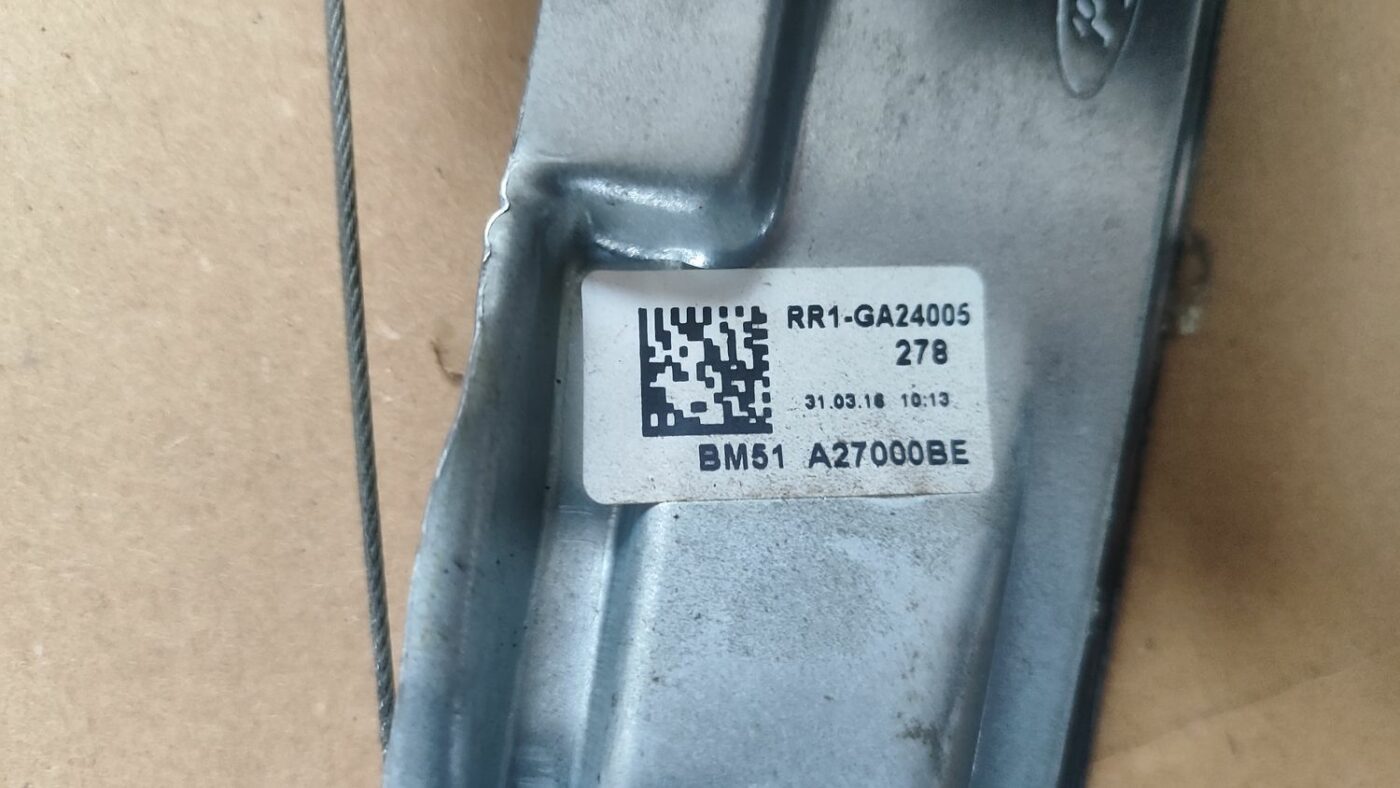 RR1-GA24005
278
31.03.16 10:13
BM51 A27000BE